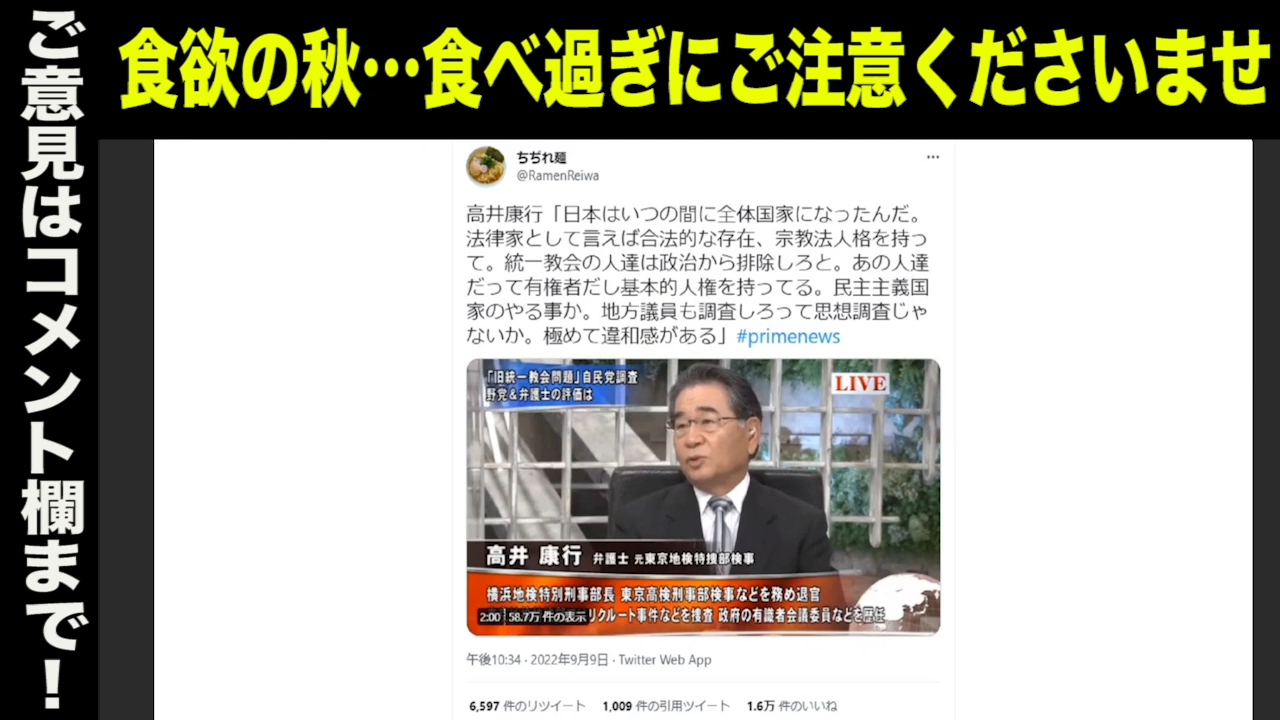 食欲の秋…食べ過ぎにご注意くださいませ
ご意見はコメント欄まで！
ちぢれ麺
@RamenReiwa
高井康行「日本はいつの間に全体国家になったんだ。
法律家として言えば合法的な存在、宗教法人格を持っ
て。統一教会の人達は政治から排除しろと。あの人達
だって有権者だし基本的人権を持ってる。民主主義国
家のやる事か。地方議員も調査しろって思想調査じゃ
ないか。極めて違和感がある」#primenews
「旧統一教会問題」自民党調査
野党＆弁護士の評価は
LIVE
高井 康行 弁護士 元東京地検特捜部検事
横浜地検特別刑事部長 東京高検刑事部検事などを務め退官
2:00 58.7万 件の表示 リクルート事件などを捜査 政府の有識者会議委員などを歴任
午後10:34 · 2022年9月9日 · Twitter Web App
6,597 件のリツイート 1,009 件の引用ツイート 1.6万 件のいいね